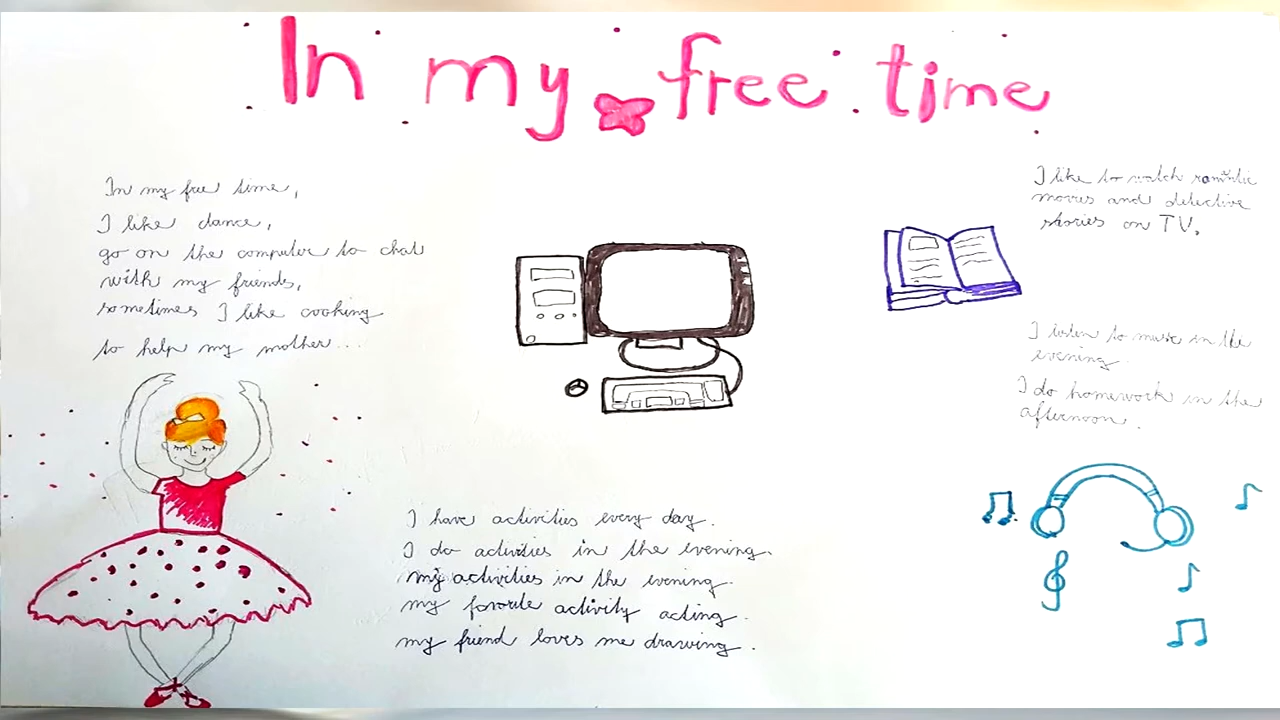 In my free time
In my free time,
I like dance,
go on the computer to chat
with my friends,
sometimes I like cooking
to help my mother...
I have activities every day.
I do activities in the evening.
my activities in the evening.
my favorite activity acting.
my friend loves me drawing.
I like to watch romantic
movies and detective
stories on TV.
I listen to music in the
evening.
I do homework in the
afternoon.